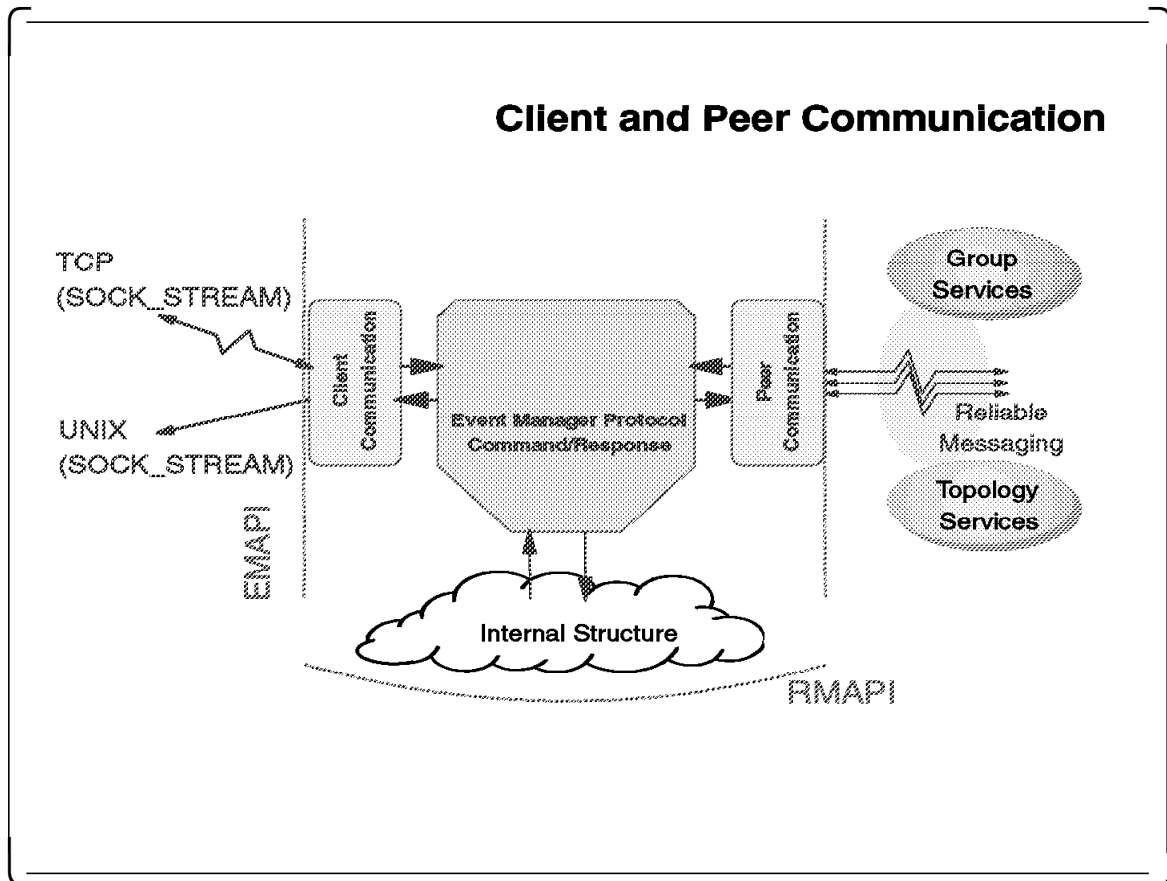 Client and Peer Communication
TCP
(SOCK_STREAM)
UNIX
(SOCK_STREAM)
EMAPI
Client
Communication
Event Manager Protocol
Command/Response
Peer
Communication
Group
Services
Reliable
Messaging
Topology
Services
Internal Structure
RMAPI